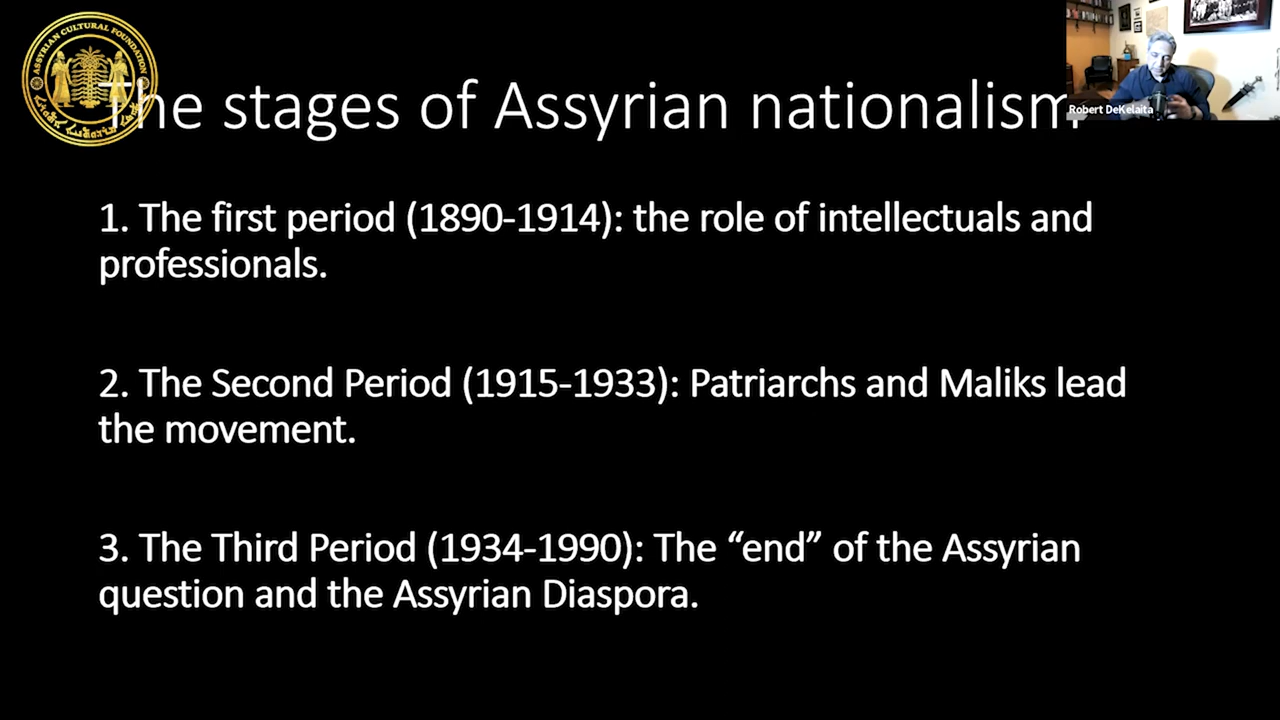 ASSYRIAN CULTURAL FOUNDATION
The stages of Assyrian nationalism
Robert DeKelaita
1. The first period (1890-1914): the role of intellectuals and
professionals.
2. The Second Period (1915-1933): Patriarchs and Maliks lead
the movement.
3. The Third Period (1934-1990): The “end” of the Assyrian
question and the Assyrian Diaspora.